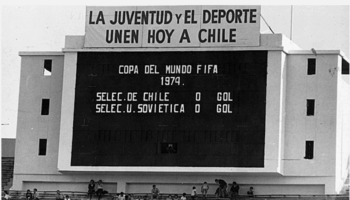 LA JUVENTUD Y EL DEPORTE
UNEN HOY A CHILE
COPA DEL MUNDO FIFA
1974.
SELEC.DE CHILE 0 GOL
SELEC.U.SOVIETICA 0 GOL